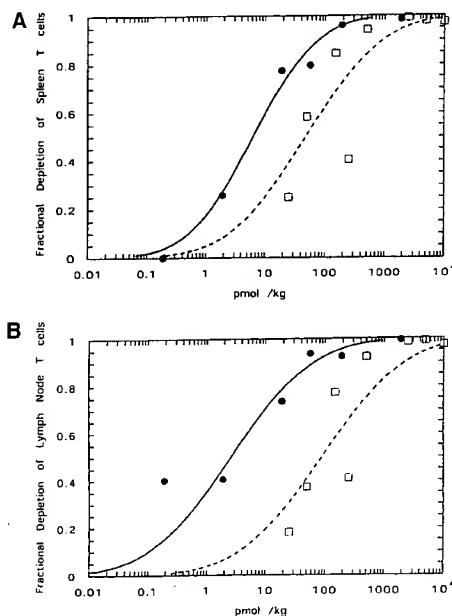 A
Fractional Depletion of Spleen T cells
1
0.8
0.6
0.4
0.2
0
0.01 0.1 1 10 100 1000 10⁴
pmol /kg
B
Fractional Depletion of Lymph Node T cells
1
0.8
0.6
0.4
0.2
0
0.01 0.1 1 10 100 1000 10⁴
pmol/kg